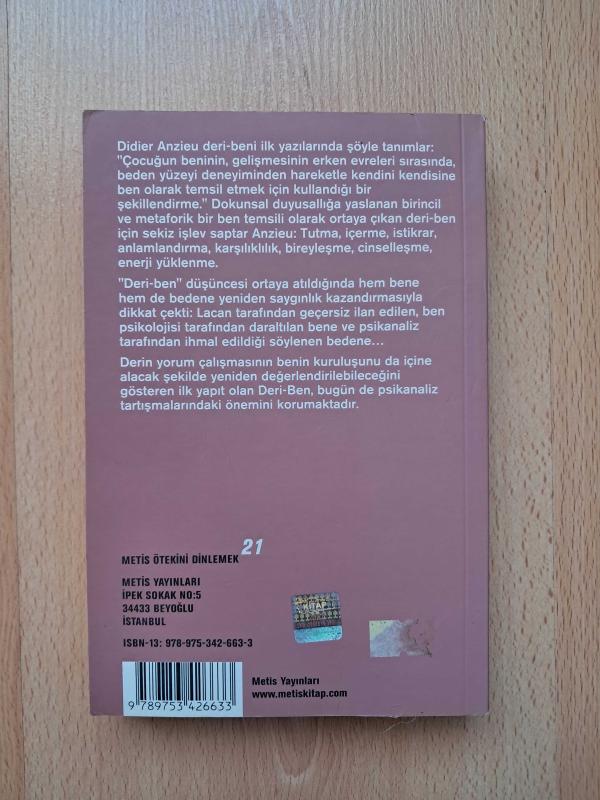 Didier Anzieu deri-beni ilk yazılarında şöyle tanımlar:
"Çocuğun beninin, gelişmesinin erken evreleri sırasında,
beden yüzeyi deneyiminden hareketle kendini kendisine
ben olarak temsil etmek için kullandığı bir
şekillendirme." Dokunsal duyusallığa yaslanan birincil
ve metaforik bir ben temsili olarak ortaya çıkan deri-ben
için sekiz işlev saptar Anzieu: Tutma, içerme, istikrar,
anlamlandırma, karşılıklılık, bireyleşme, cinselleşme,
enerji yüklenme.
"Deri-ben" düşüncesi ortaya atıldığında hem bene
hem de bedene yeniden saygınlık kazandırmasıyla
dikkat çekti: Lacan tarafından geçersiz ilan edilen, ben
psikolojisi tarafından daraltılan bene ve psikanaliz
tarafından ihmal edildiği söylenen bedene...
Derin yorum çalışmasının benin kuruluşunu da içine
alacak şekilde yeniden değerlendirilebileceğini
gösteren ilk yapıt olan Deri-Ben, bugün de psikanaliz
tartışmalarındaki önemini korumaktadır.
METİS ÖTEKİNİ DİNLEMEK 21
METİS YAYINLARI
İPEK SOKAK NO:5
34433 BEYOĞLU
İSTANBUL
ISBN-13: 978-975-342-663-3
KİTAP
Metis Yayınları
www.metiskitap.com
9 789753 426633